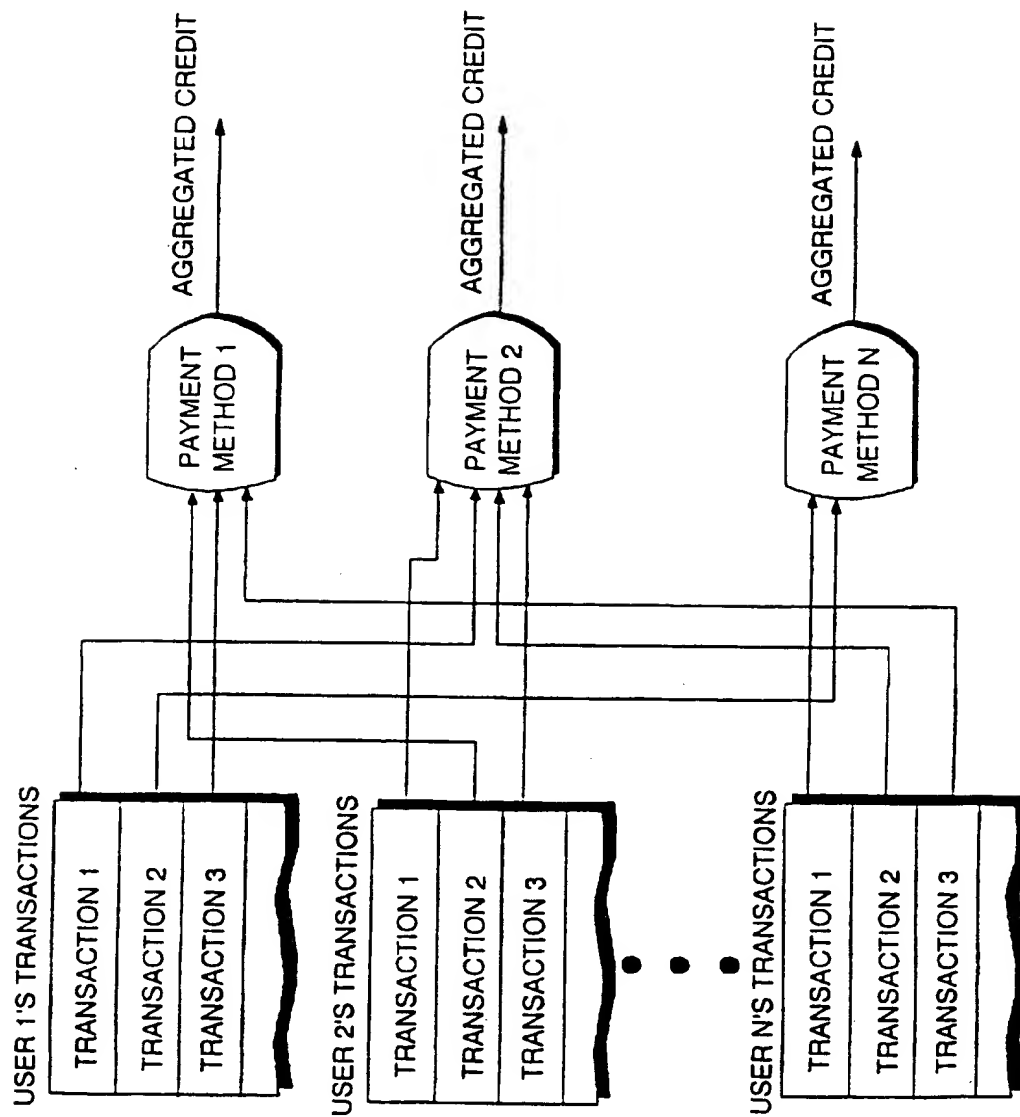 USER 1'S TRANSACTIONS
TRANSACTION 1
TRANSACTION 2
TRANSACTION 3
USER 2'S TRANSACTIONS
TRANSACTION 1
TRANSACTION 2
TRANSACTION 3
USER N'S TRANSACTIONS
TRANSACTION 1
TRANSACTION 2
TRANSACTION 3
PAYMENT
METHOD 1
PAYMENT
METHOD 2
PAYMENT
METHOD N
AGGREGATED CREDIT
AGGREGATED CREDIT
AGGREGATED CREDIT